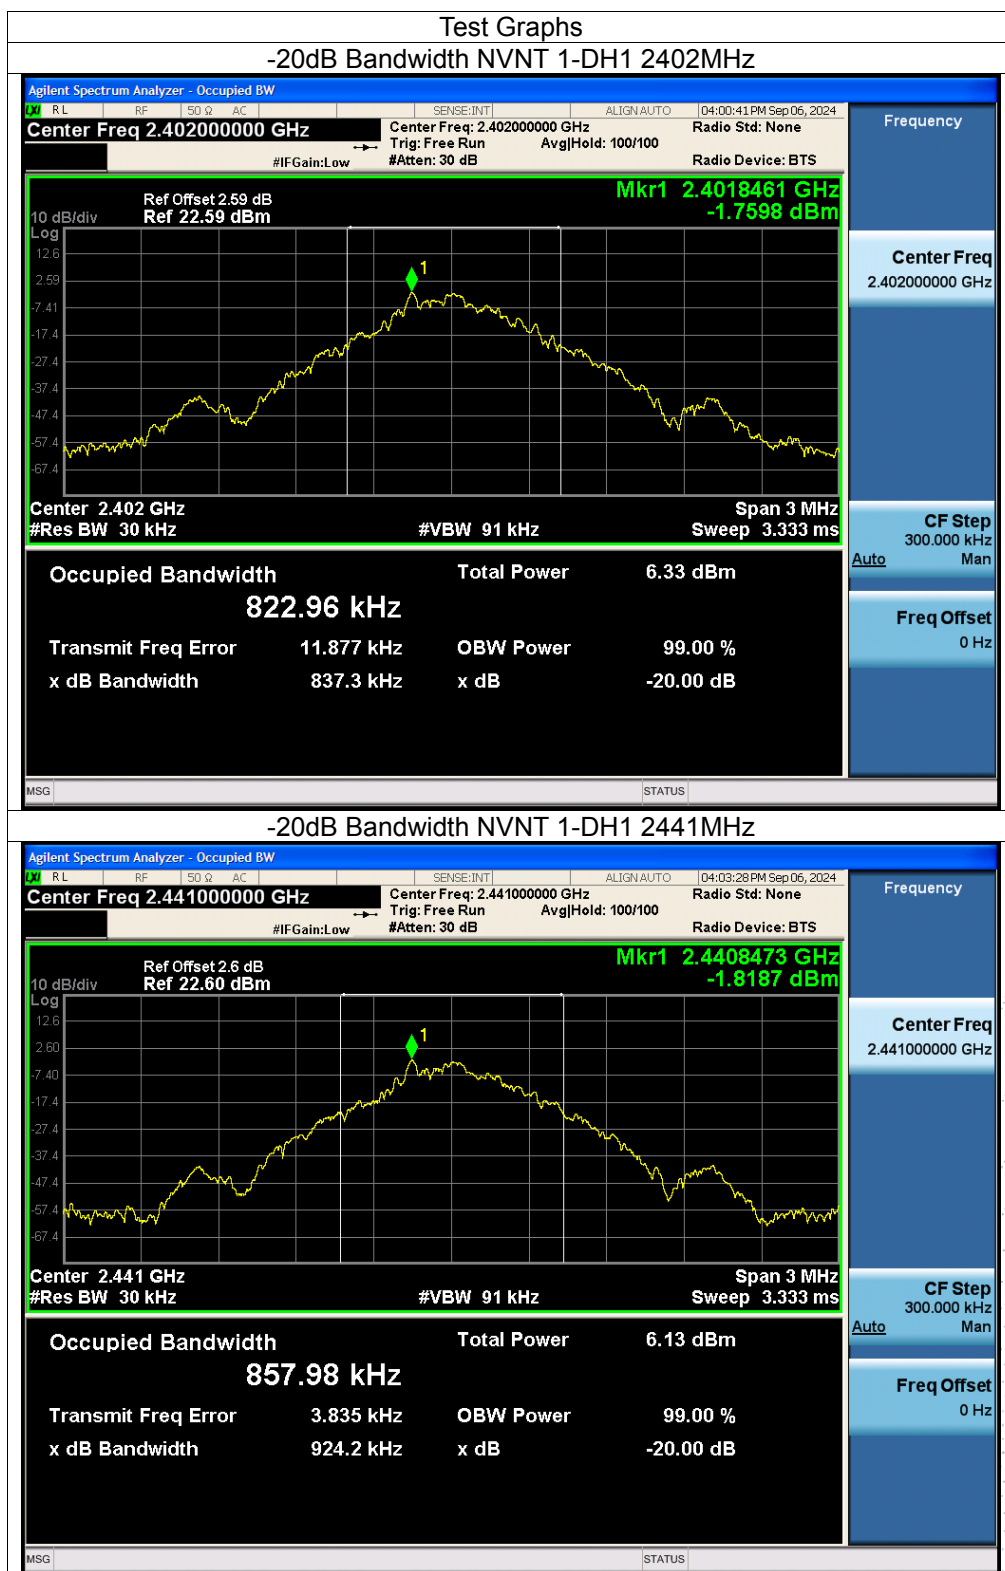 Test Graphs
-20dB Bandwidth NVNT 1-DH1 2402MHz
Agilent Spectrum Analyzer - Occupied BW
LXI RL RF 50 Ω AC SENSE:INT ALIGN AUTO 04:00:41 PM Sep 06, 2024
Center Freq 2.402000000 GHz Center Freq: 2.402000000 GHz Radio Std: None Frequency
Trig: Free Run Avg|Hold: 100/100
#IFGain:Low #Atten: 30 dB Radio Device: BTS
Mkr1 2.4018461 GHz
Ref Offset 2.59 dB -1.7598 dBm
10 dB/div Ref 22.59 dBm
Log
12.6
2.59
-7.41
-17.4
-27.4
-37.4
-47.4
-57.4
-67.4
1
Center 2.402 GHz Span 3 MHz
#Res BW 30 kHz #VBW 91 kHz Sweep 3.333 ms
Occupied Bandwidth Total Power 6.33 dBm
822.96 kHz
Transmit Freq Error 11.877 kHz OBW Power 99.00 %
x dB Bandwidth 837.3 kHz x dB -20.00 dB
Center Freq
2.402000000 GHz
CF Step
300.000 kHz
Auto Man
Freq Offset
0 Hz
MSG STATUS
-20dB Bandwidth NVNT 1-DH1 2441MHz
Agilent Spectrum Analyzer - Occupied BW
LXI RL RF 50 Ω AC SENSE:INT ALIGN AUTO 04:03:28 PM Sep 06, 2024
Center Freq 2.441000000 GHz Center Freq: 2.441000000 GHz Radio Std: None Frequency
Trig: Free Run Avg|Hold: 100/100
#IFGain:Low #Atten: 30 dB Radio Device: BTS
Mkr1 2.4408473 GHz
Ref Offset 2.6 dB -1.8187 dBm
10 dB/div Ref 22.60 dBm
Log
12.6
2.60
-7.40
-17.4
-27.4
-37.4
-47.4
-57.4
-67.4
1
Center 2.441 GHz Span 3 MHz
#Res BW 30 kHz #VBW 91 kHz Sweep 3.333 ms
Occupied Bandwidth Total Power 6.13 dBm
857.98 kHz
Transmit Freq Error 3.835 kHz OBW Power 99.00 %
x dB Bandwidth 924.2 kHz x dB -20.00 dB
Center Freq
2.441000000 GHz
CF Step
300.000 kHz
Auto Man
Freq Offset
0 Hz
MSG STATUS